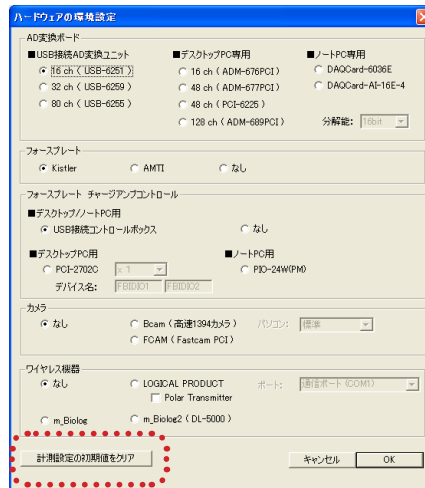 ハードウェアの環境設定
AD変換ボード
■USB接続AD変換ユニット ■デスクトップPC専用 ■ノートPC専用
16 ch ( USB-6251 ) 16 ch ( ADM-676PCI ) DAQCard-6036E
32 ch ( USB-6259 ) 48 ch ( ADM-677PCI ) DAQCard-AI-16E-4
80 ch ( USB-6255 ) 48 ch ( PCI-6225 )
128 ch ( ADM-689PCI ) 分解能: 16bit
フォースプレート
Kistler AMTI なし
フォースプレート チャージアンプコントロール
■デスクトップ/ノートPC用
USB接続コントロールボックス なし
■デスクトップPC用 ■ノートPC用
PCI-2702C x 1 PIO-24W(PM)
デバイス名: FBIDIO1 FBIDIO2
カメラ
なし Bcam ( 高速1394カメラ ) パソコン: 標準
FCAM ( Fastcam PCI )
ワイヤレス機器
なし LOGICAL PRODUCT ポート: 通信ポート (COM1)
Polar Transmitter
m_Biolog m_Biolog2 ( DL-5000 )
計測設定の初期値をクリア キャンセル OK